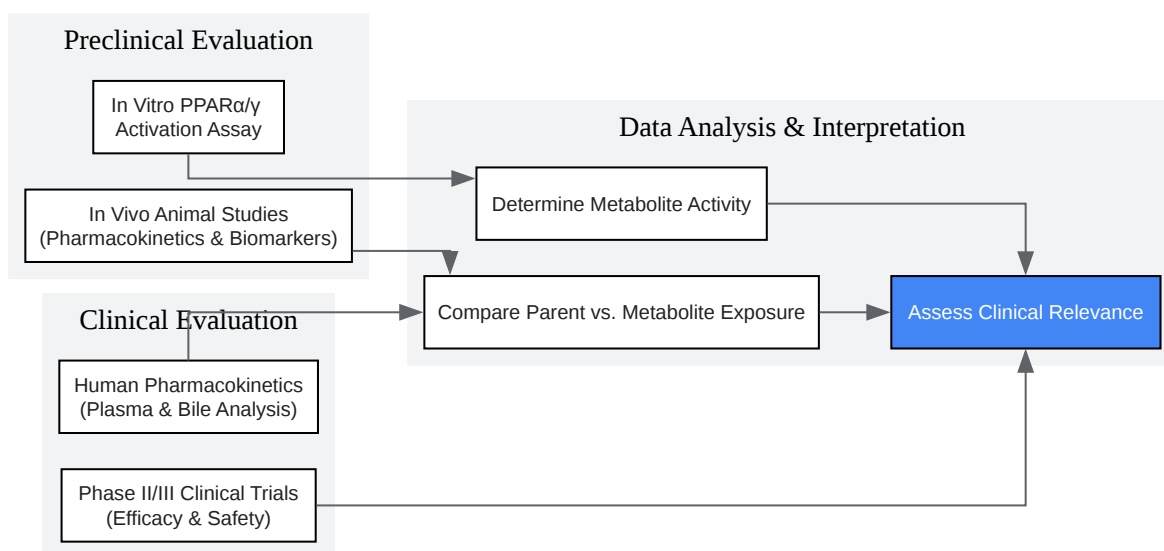 Preclinical Evaluation
In Vitro PPARα/γ
Activation Assay
In Vivo Animal Studies
(Pharmacokinetics & Biomarkers)
Clinical Evaluation
Human Pharmacokinetics
(Plasma & Bile Analysis)
Phase II/III Clinical Trials
(Efficacy & Safety)
Data Analysis & Interpretation
Determine Metabolite Activity
Compare Parent vs. Metabolite Exposure
Assess Clinical Relevance